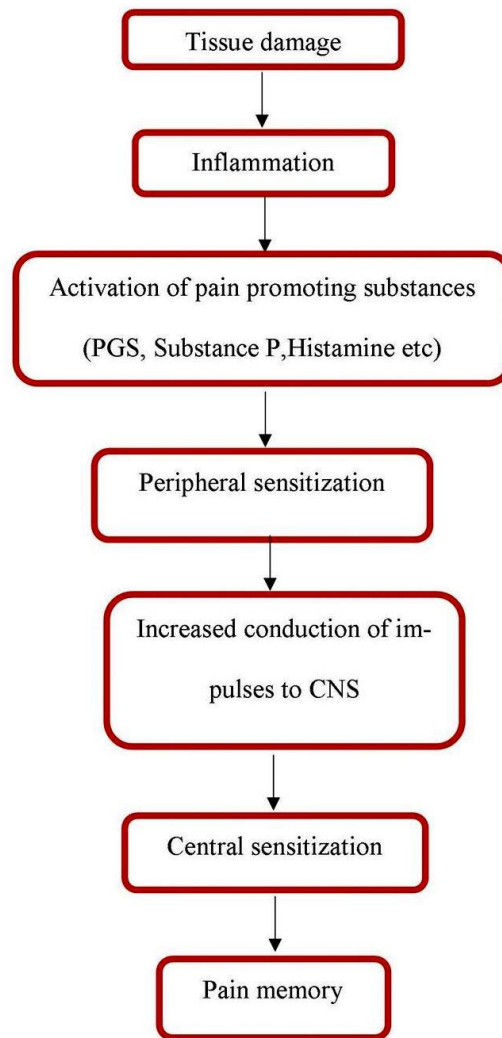 Tissue damage
Inflammation
Activation of pain promoting substances
(PGS, Substance P,Histamine etc)
Peripheral sensitization
Increased conduction of im-
pulses to CNS
Central sensitization
Pain memory